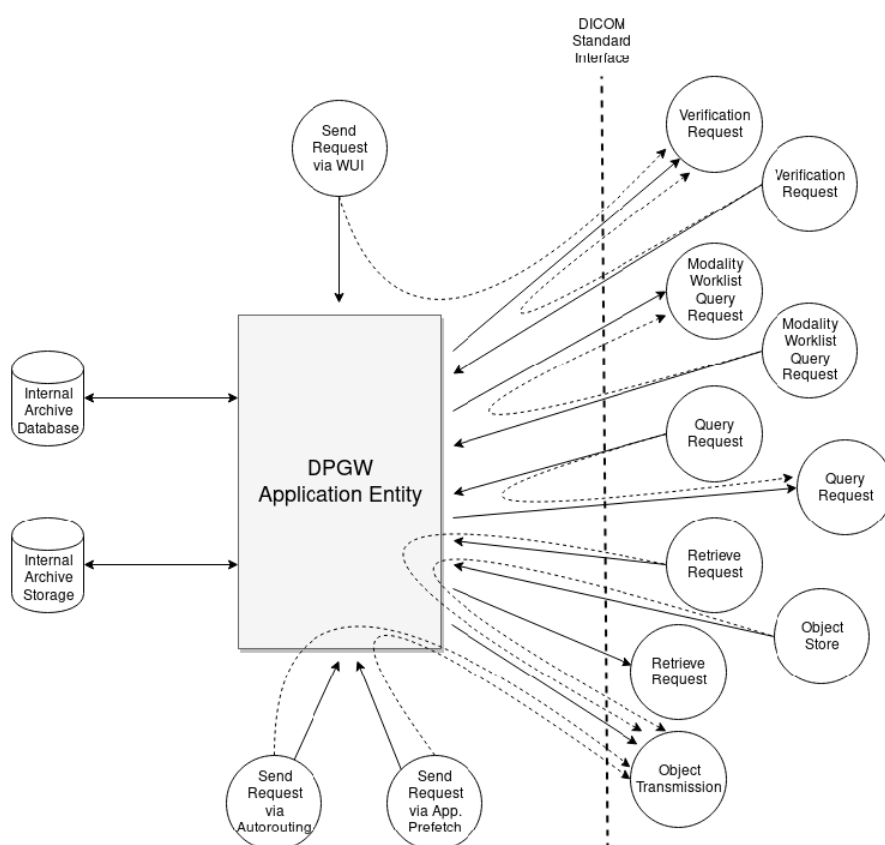 DICOM
Standard
Interface
Send
Request
via WUI
Verification
Request
Verification
Request
Modality
Worklist
Query
Request
Modality
Worklist
Query
Request
Internal
Archive
Database
DPGW
Application Entity
Query
Request
Query
Request
Internal
Archive
Storage
Retrieve
Request
Object
Store
Retrieve
Request
Send
Request
via
Autorouting
Send
Request
via App.
Prefetch
Object
Transmission